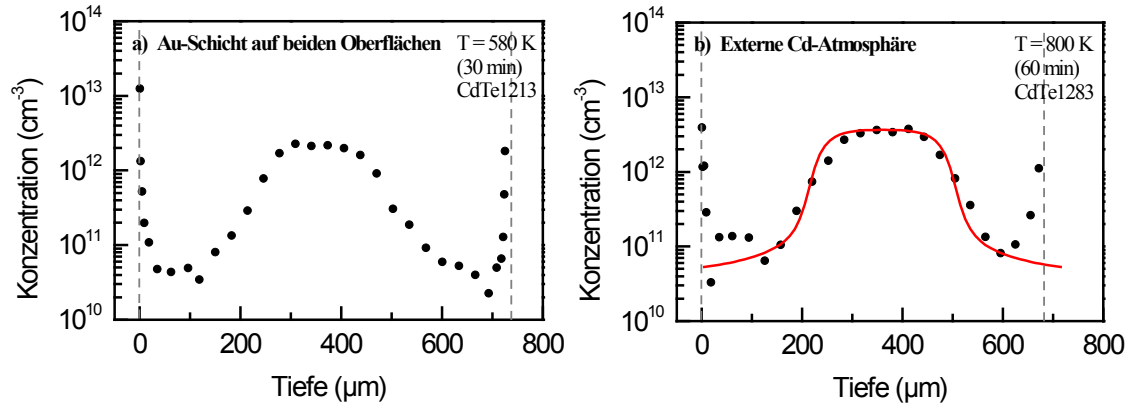 a) Au-Schicht auf beiden Oberflächen
T = 580 K
(30 min)
CdTe1213
10^14
10^13
10^12
10^11
10^10
Konzentration (cm^-3)
0 200 400 600 800
Tiefe (µm)
b) Externe Cd-Atmosphäre
T = 800 K
(60 min)
CdTe1283
10^14
10^13
10^12
10^11
10^10
Konzentration (cm^-3)
0 200 400 600 800
Tiefe (µm)